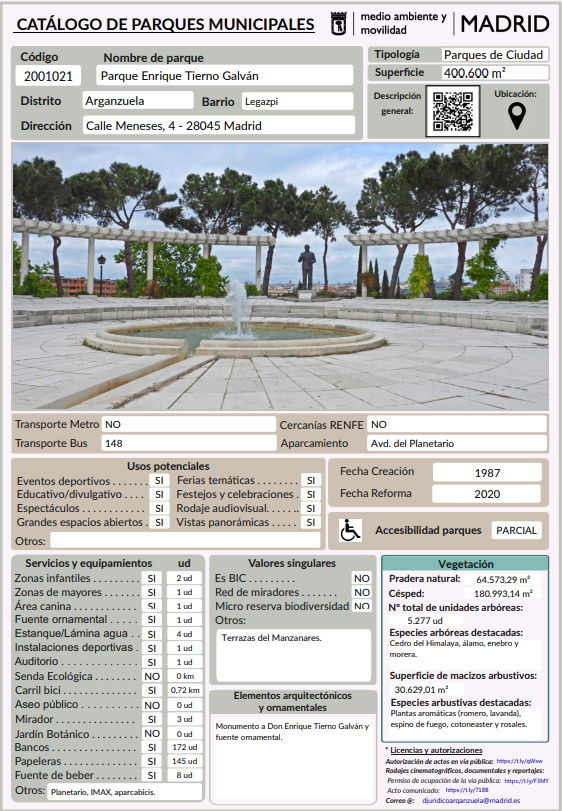 CATÁLOGO DE PARQUES MUNICIPALES
medio ambiente y
movilidad
MADRID
Código
Nombre de parque
2001021
Parque Enrique Tierno Galván
Distrito Arganzuela Barrio Legazpi
Dirección Calle Meneses, 4 - 28045 Madrid
Tipología Parques de Ciudad
Superficie 400.600 m²
Descripción
general:
Ubicación:
Transporte Metro NO Cercanías RENFE NO
Transporte Bus 148 Aparcamiento Avd. del Planetario
Usos potenciales
Eventos deportivos . . . . . . SI Ferias temáticas . . . . . . . . SI
Educativo/divulgativo . . . . SI Festejos y celebraciones . SI
Espectáculos . . . . . . . . . . . SI Rodaje audiovisual. . . . . . SI
Grandes espacios abiertos . SI Vistas panorámicas . . . . . SI
Otros:
Fecha Creación 1987
Fecha Reforma 2020
Accesibilidad parques PARCIAL
Servicios y equipamientos ud
Zonas infantiles . . . . . . . . SI 2 ud
Zonas de mayores . . . . . . SI 1 ud
Área canina . . . . . . . . . . . SI 1 ud
Fuente ornamental . . . . . SI 1 ud
Estanque/Lámina agua . . SI 4 ud
Instalaciones deportivas . SI 1 ud
Auditorio . . . . . . . . . . . . . SI 1 ud
Senda Ecológica . . . . . . . NO 0 km
Carril bici . . . . . . . . . . . . SI 0,72 km
Aseo público . . . . . . . . . . NO 0 ud
Mirador . . . . . . . . . . . . . . SI 3 ud
Jardín Botánico . . . . . . . . NO 0 ud
Bancos . . . . . . . . . . . . . . . SI 172 ud
Papeleras . . . . . . . . . . . . . SI 145 ud
Fuente de beber . . . . . . . SI 8 ud
Otros: Planetario, IMAX, aparcabicis.
Valores singulares
Es BIC . . . . . . . . . NO
Red de miradores . . . . . . . NO
Micro reserva biodiversidad NO
Otros:
Terrazas del Manzanares.
Elementos arquitectónicos
y ornamentales
Monumento a Don Enrique Tierno Galván y
fuente ornamental.
Vegetación
Pradera natural: 64.573,29 m²
Césped: 180.993,14 m²
Nº total de unidades arbóreas:
5.277 ud
Especies arbóreas destacadas:
Cedro del Himalaya, álamo, enebro y
morera.
Superficie de macizos arbustivos:
30.629,01 m²
Especies arbustivas destacadas:
Plantas aromáticas (romero, lavanda),
espino de fuego, cotoneaster y rosales.
* Licencias y autorizaciones
Autorización de actos en vía pública:
Rodajes cinematográficos, documentales y reportajes:
Permiso de ocupación de la vía pública: https://t.ly/F3MY
Acto comunicado: https://t.ly/7188
Correo @: djuridicoarganzuela@madrid.es